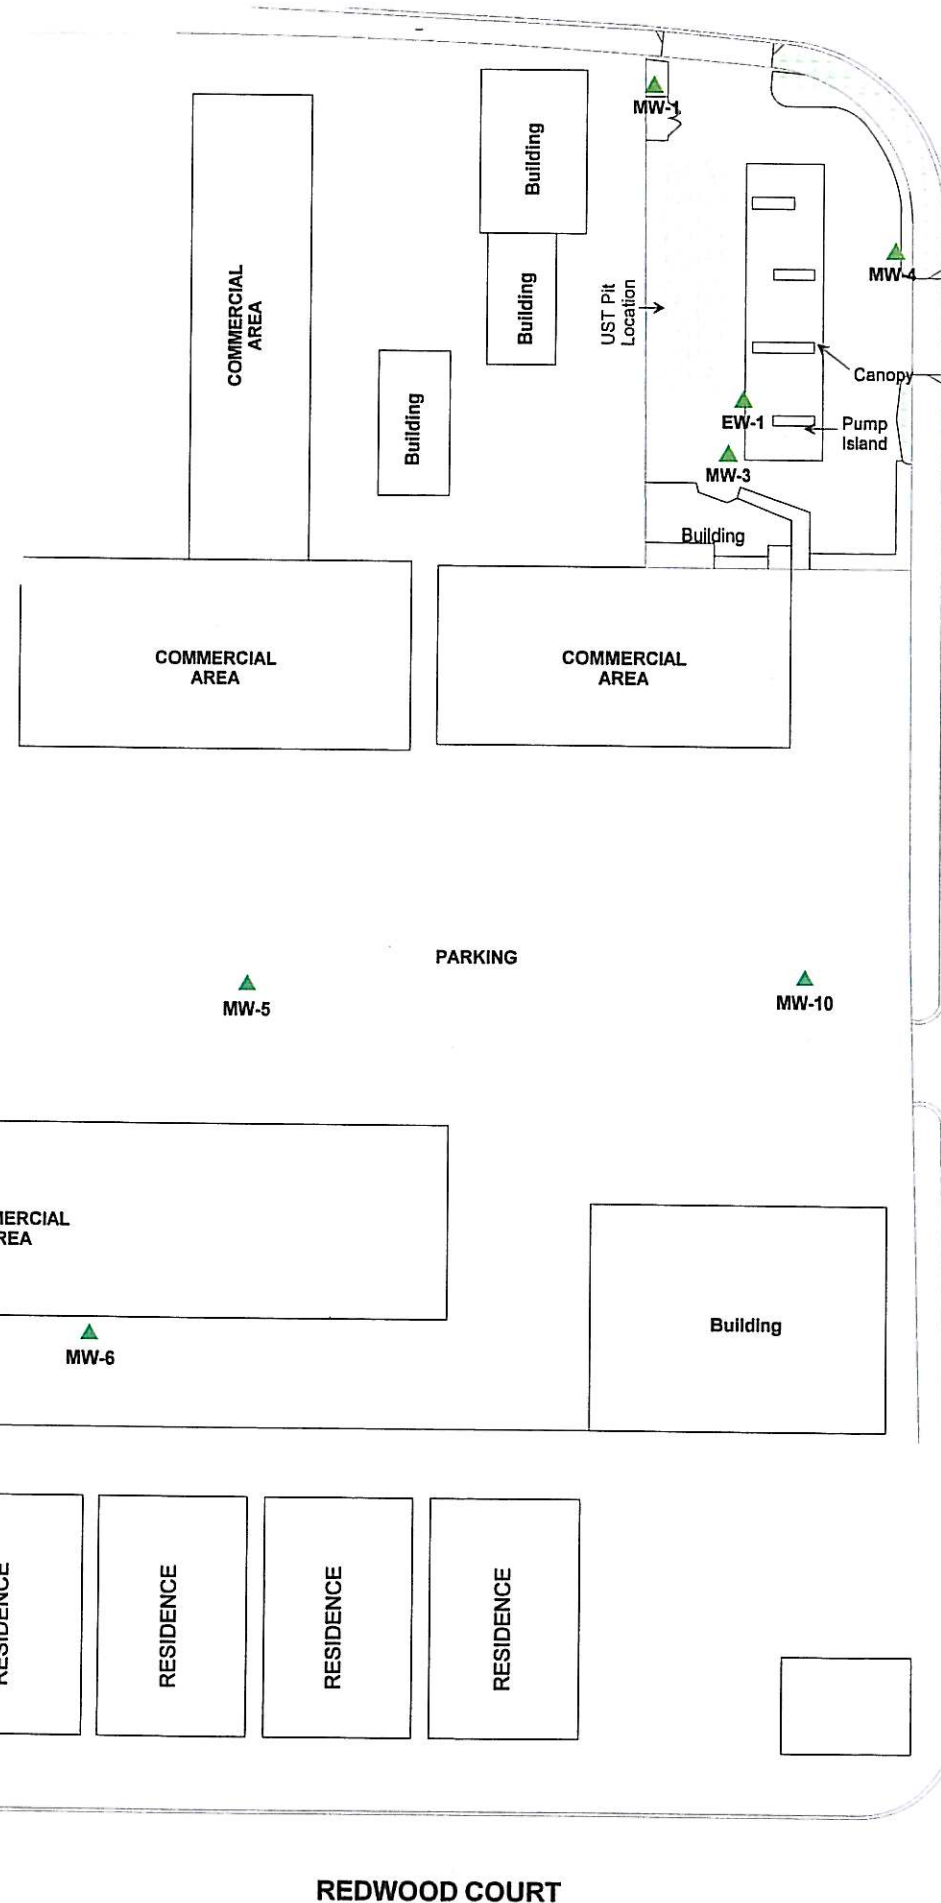 MW-1
Building
COMMERCIAL
AREA
Building
UST Pit
Location
MW-4
Canopy
Building
EW-1
Pump
Island
MW-3
Building
COMMERCIAL
AREA
COMMERCIAL
AREA
PARKING
MW-5
MW-10
MERCIAL
REA
Building
MW-6
RESIDENCE
RESIDENCE
RESIDENCE
RESIDENCE
REDWOOD COURT